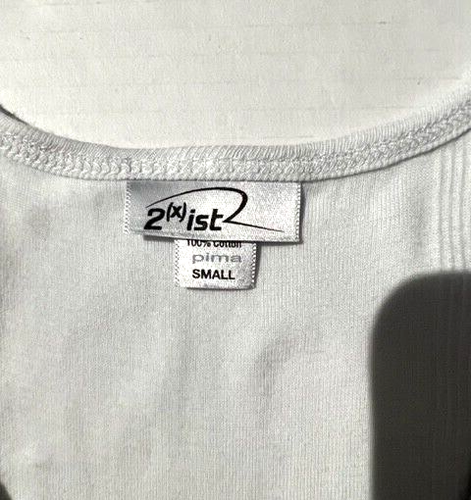 2(x)ist
100% Cotton
pima
SMALL